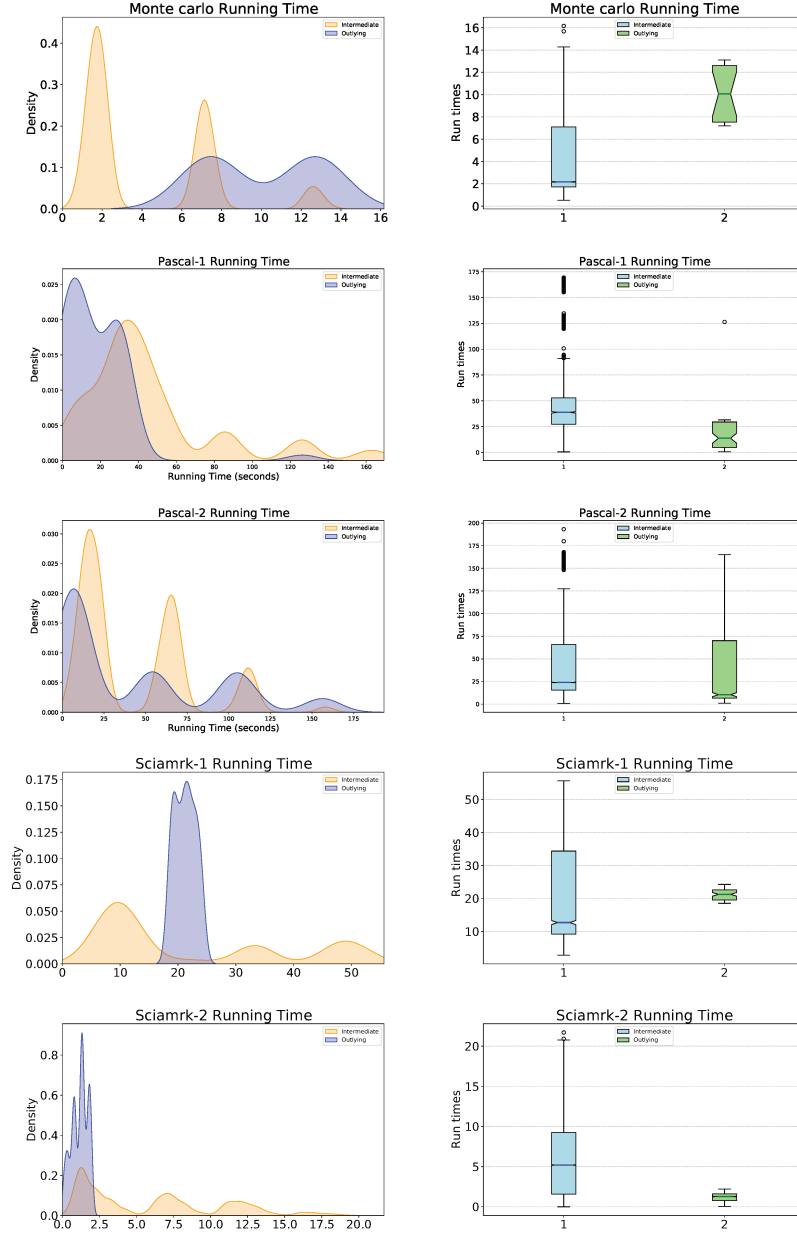 Monte carlo Running Time
Intermediate
Outlying
Density
0.4
0.3
0.2
0.1
0.0
0 2 4 6 8 10 12 14 16
Monte carlo Running Time
Intermediate
Outlying
Run times
16
14
12
10
8
6
4
2
0
1 2
Pascal-1 Running Time
Intermediate
Outlying
Density
0.025
0.020
0.015
0.010
0.005
0.000
0 20 40 60 80 100 120 140 160
Running Time (seconds)
Pascal-1 Running Time
Intermediate
Outlying
Run times
175
150
125
100
75
50
25
0
1 2
Pascal-2 Running Time
Intermediate
Outlying
Density
0.030
0.025
0.020
0.015
0.010
0.005
0.000
0 25 50 75 100 125 150 175
Running Time (seconds)
Pascal-2 Running Time
Intermediate
Outlying
Run times
200
175
150
125
100
75
50
25
0
1 2
Sciamrk-1 Running Time
Intermediate
Outlying
Density
0.175
0.150
0.125
0.100
0.075
0.050
0.025
0.000
0 10 20 30 40 50
Sciamrk-1 Running Time
Intermediate
Outlying
Run times
50
40
30
20
10
1 2
Sciamrk-2 Running Time
Intermediate
Outlying
Density
0.8
0.6
0.4
0.2
0.0
0.0 2.5 5.0 7.5 10.0 12.5 15.0 17.5 20.0
Sciamrk-2 Running Time
Intermediate
Outlying
Run times
20
15
10
5
0
1 2